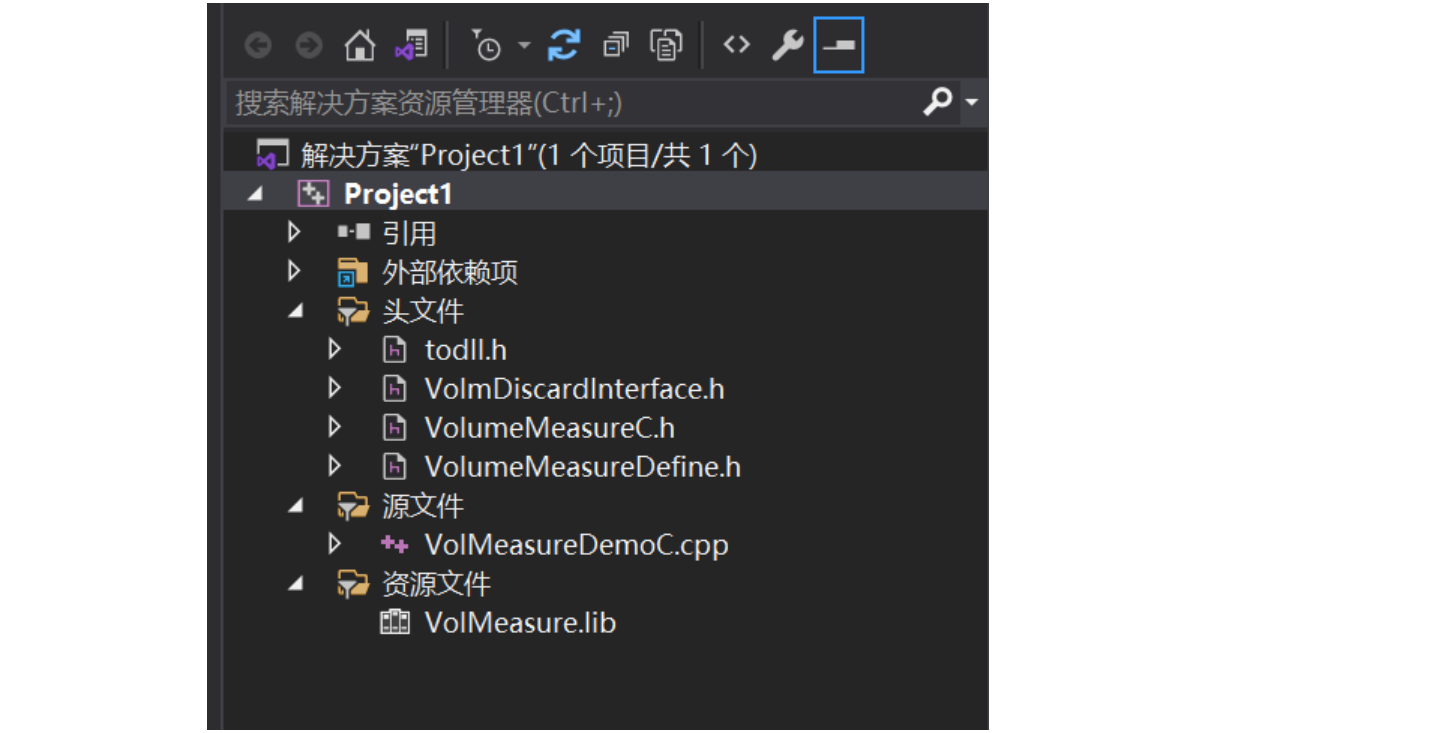 搜索解决方案资源管理器(Ctrl+;)
解决方案“Project1”(1 个项目/共 1 个)
Project1
引用
外部依赖项
头文件
todll.h
VolmDiscardInterface.h
VolumeMeasureC.h
VolumeMeasureDefine.h
源文件
VolMeasureDemoC.cpp
资源文件
VolMeasure.lib